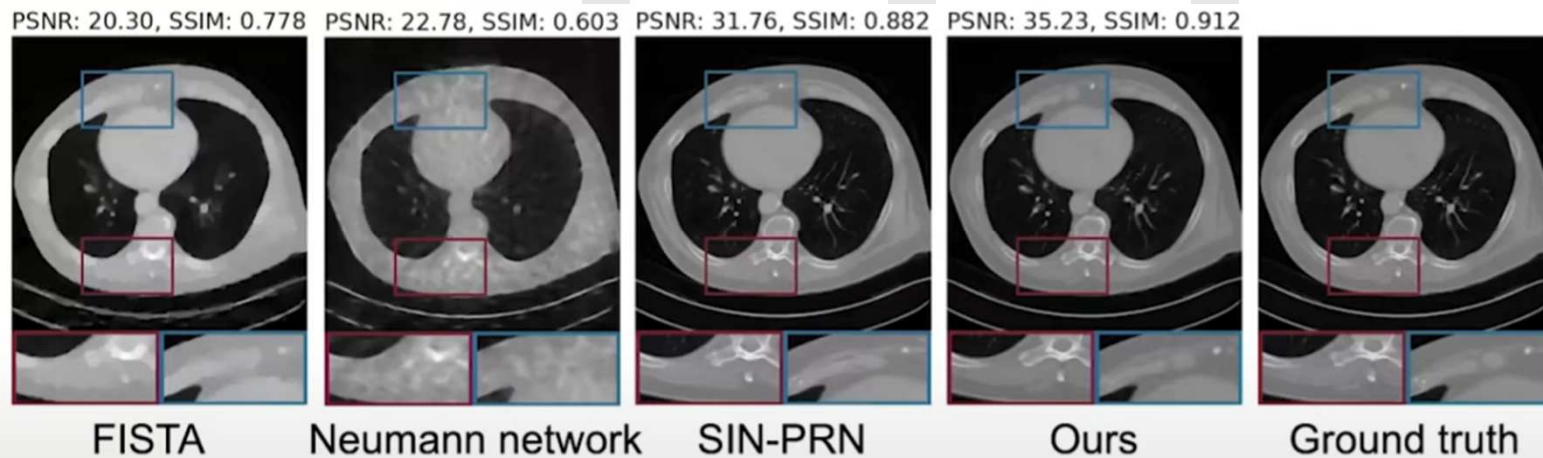 PSNR: 20.30, SSIM: 0.778
PSNR: 22.78, SSIM: 0.603
PSNR: 31.76, SSIM: 0.882
PSNR: 35.23, SSIM: 0.912
FISTA
Neumann network
SIN-PRN
Ours
Ground truth